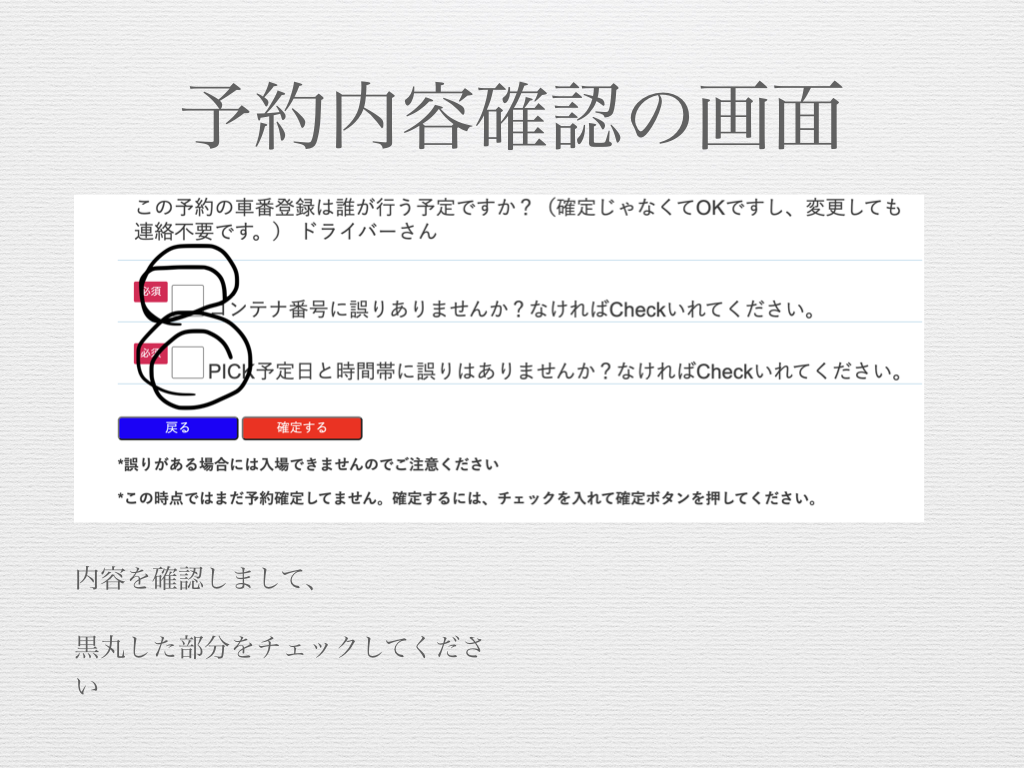 予約内容確認の画面
この予約の車番登録は誰が行う予定ですか？（確定じゃなくてOKですし、変更しても
連絡不要です。） ドライバーさん
必須 コンテナ番号に誤りありませんか？なければCheckいれてください。
必須 PICK予定日と時間帯に誤りはありませんか？なければCheckいれてください。
戻る 確定する
*誤りがある場合には入場できませんのでご注意ください
*この時点ではまだ予約確定してません。確定するには、チェックを入れて確定ボタンを押してください。
内容を確認しまして、
黒丸した部分をチェックしてくださ
い